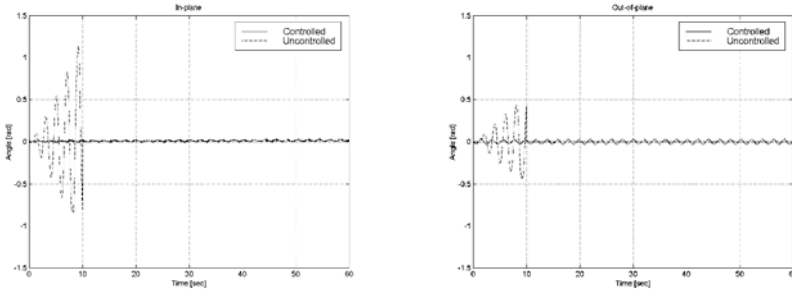 In-plane
1.5
1
0.5
0
-0.5
-1
-1.5
Angle [rad]
0 10 20 30 40 50 60
Time [sec]
Controlled
Uncontrolled
Out-of-plane
1.5
1
0.5
0
-0.5
-1
-1.5
Angle [rad]
0 10 20 30 40 50 60
Time [sec]
Controlled
Uncontrolled